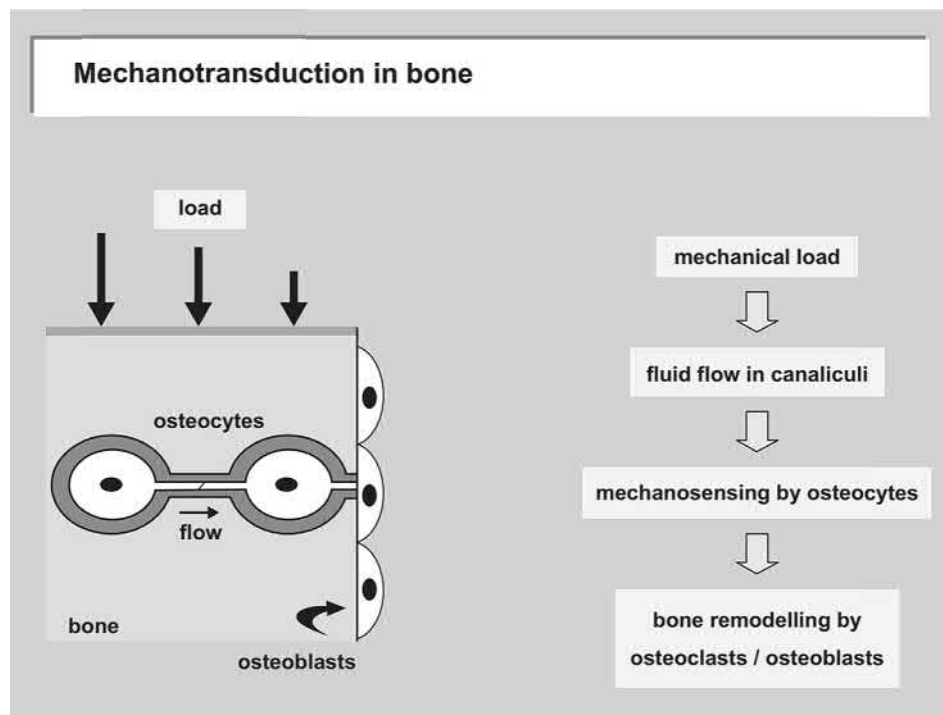 Mechanotransduction in bone
load
osteocytes
flow
bone
osteoblasts
mechanical load
fluid flow in canaliculi
mechanosensing by osteocytes
bone remodelling by
osteoclasts / osteoblasts